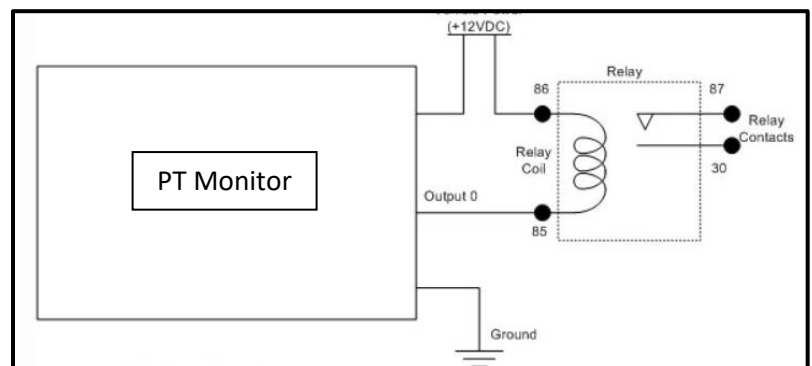 (+12VDC)
Relay
86
87
Relay
Contacts
PT Monitor
Relay
Coil
30
Output 0
85
Ground